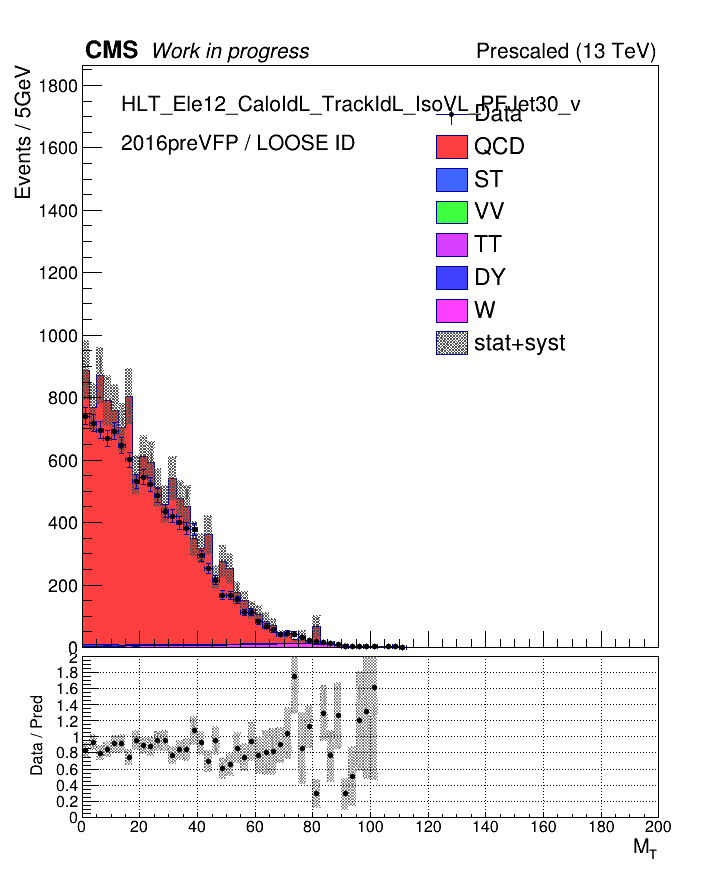 CMS Work in progress Prescaled (13 TeV)
Events / 5GeV
1800
1600
1400
1200
1000
800
600
400
200
0
HLT_Ele12_CaloIdL_TrackIdL_IsoVL_PFJet30_v
2016preVFP / LOOSE ID
Data
QCD
ST
VV
TT
DY
W
stat+syst
Data / Pred
2
1.8
1.6
1.4
1.2
1
0.8
0.6
0.4
0.2
0
0 20 40 60 80 100 120 140 160 180 200
M_T